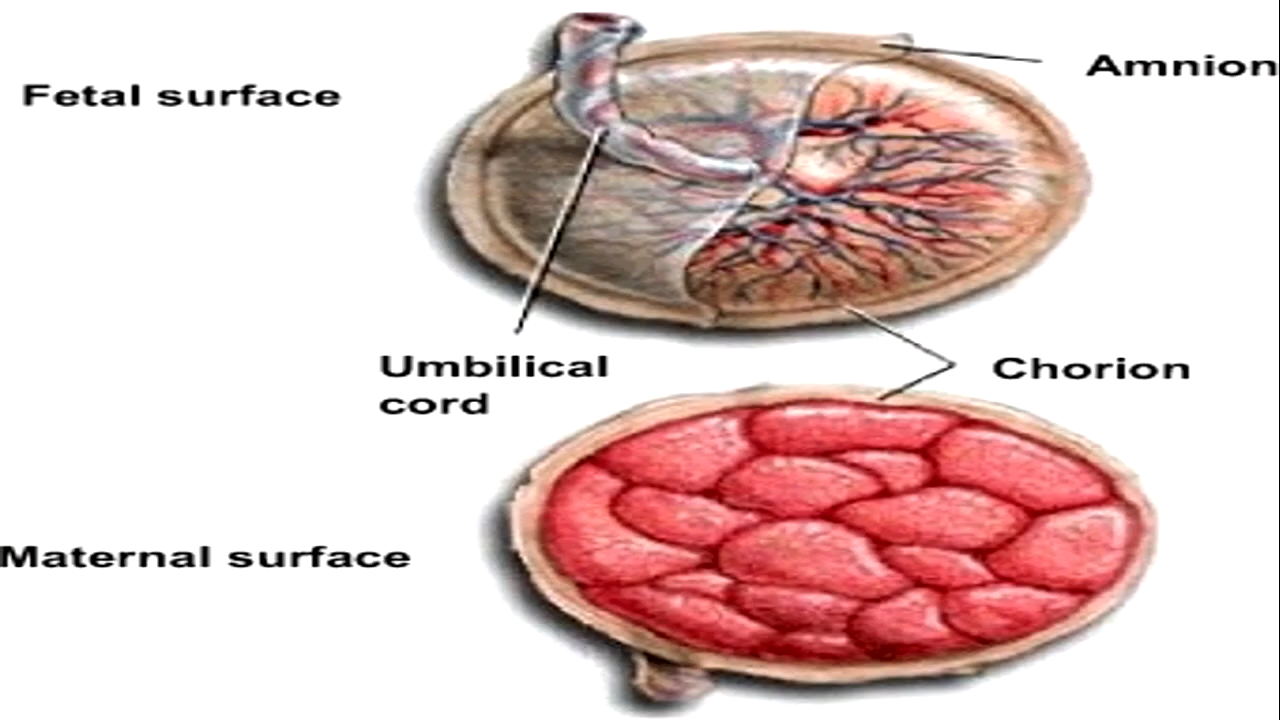 Amnion
Fetal surface
Umbilical
cord
Chorion
Maternal surface